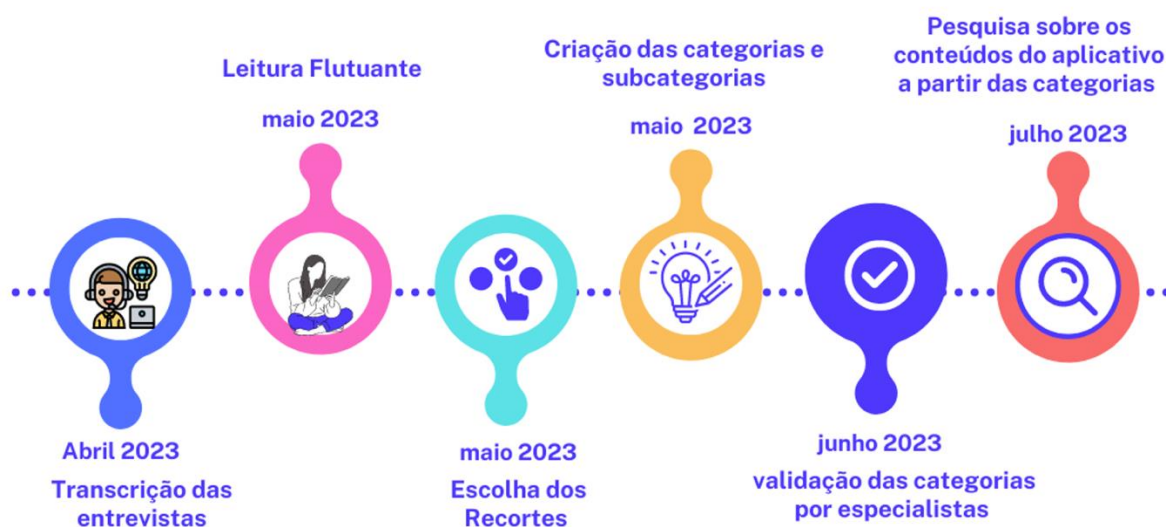 Abril 2023
Transcrição das
entrevistas
Leitura Flutuante
maio 2023
maio 2023
Escolha dos
Recortes
Criação das categorias e
subcategorias
maio 2023
junho 2023
validação das categorias
por especialistas
Pesquisa sobre os
conteúdos do aplicativo
a partir das categorias
julho 2023